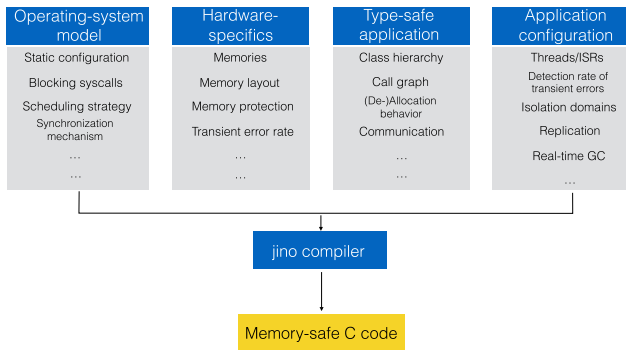 Operating-system
model
Static configuration
Blocking syscalls
Scheduling strategy
Synchronization
mechanism
...
...
Hardware-
specifics
Memories
Memory layout
Memory protection
Transient error rate
...
...
Type-safe
application
Class hierarchy
Call graph
(De-)Allocation
behavior
Communication
...
...
Application
configuration
Threads/ISRs
Detection rate of
transient errors
Isolation domains
Replication
Real-time GC
...
jino compiler
Memory-safe C code